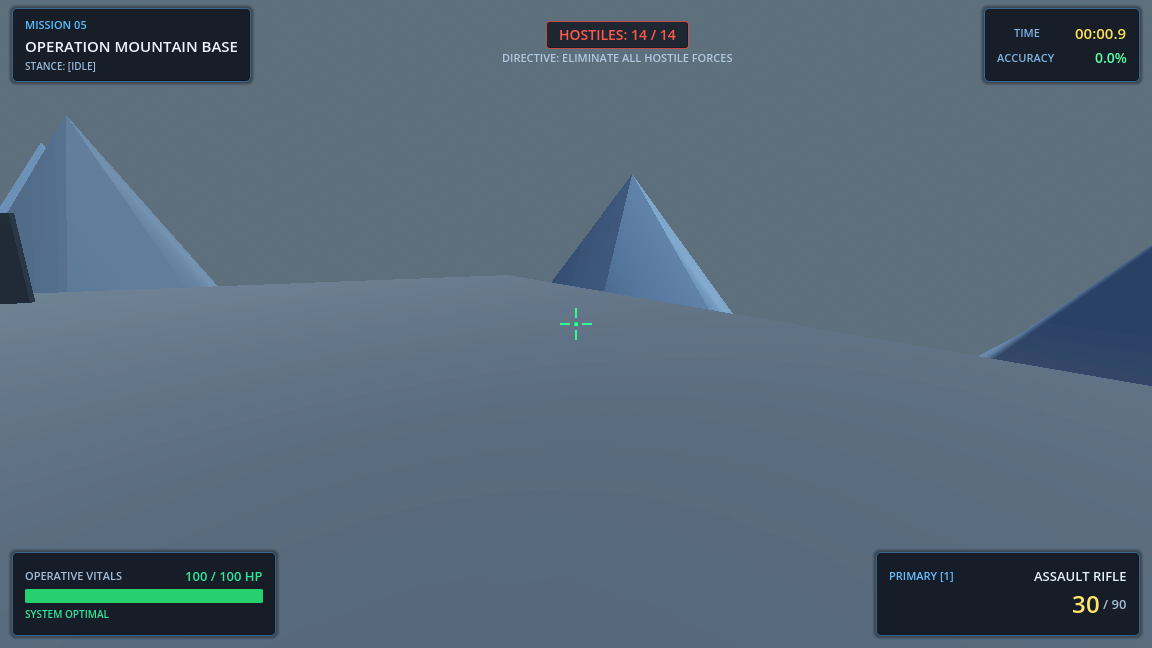 MISSION 05
OPERATION MOUNTAIN BASE
STANCE: [IDLE]
HOSTILES: 14 / 14
DIRECTIVE: ELIMINATE ALL HOSTILE FORCES
TIME 00:00.9
ACCURACY 0.0%
OPERATIVE VITALS 100 / 100 HP
SYSTEM OPTIMAL
PRIMARY [1] ASSAULT RIFLE
30 / 90